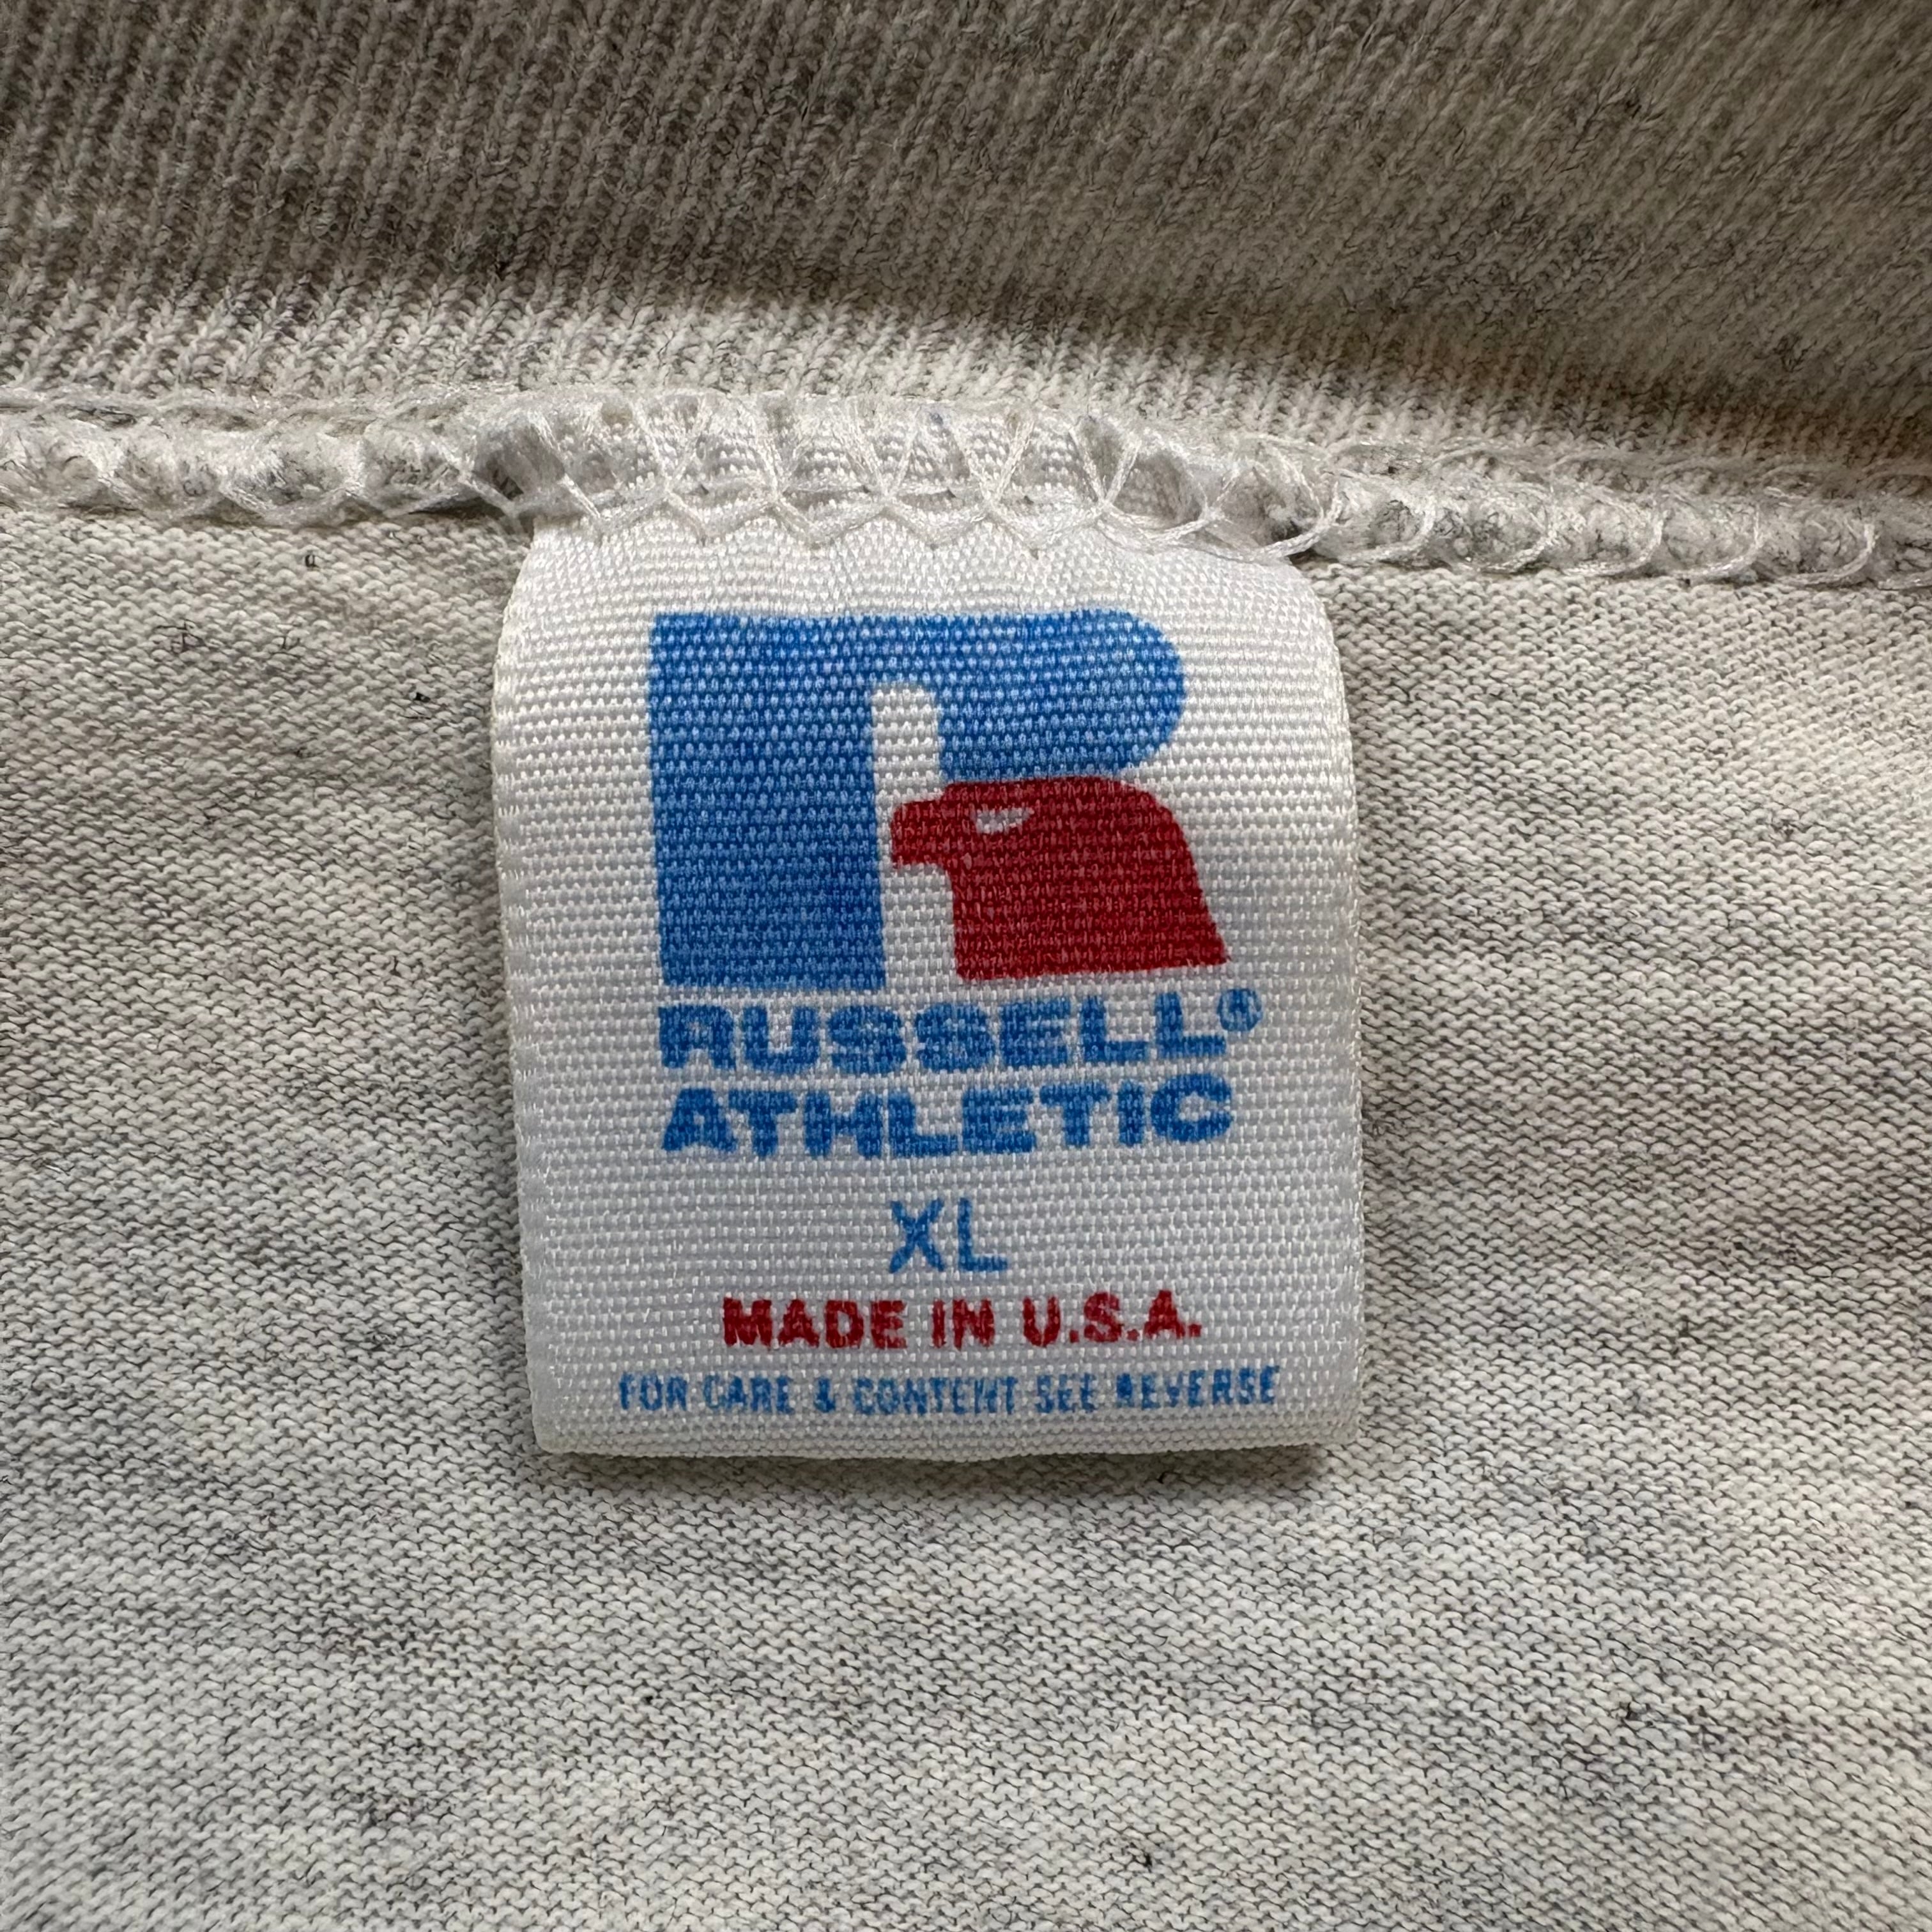 RUSSELL®
ATHLETIC
XL
MADE IN U.S.A.
FOR CARE & CONTENT SEE REVERSE